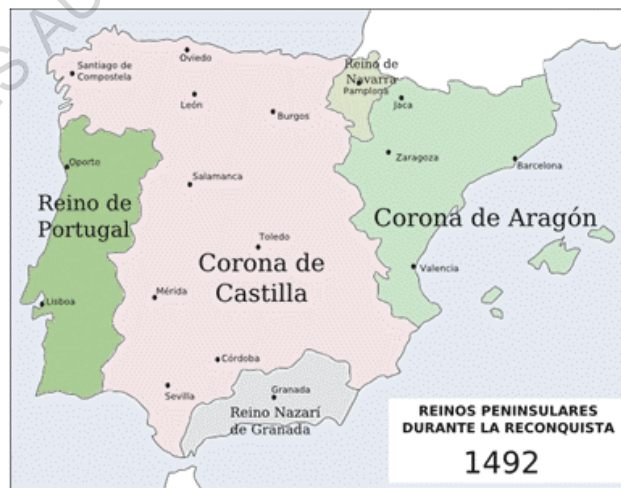 Oviedo
Santiago de
Compostela
León
Burgos
Reino de
Navarra
Pamplona
Jaca
Oporto
Salamanca
Zaragoza
Barcelona
Reino de
Portugal
Corona de Aragón
Toledo
Corona de
Castilla
Valencia
Lisboa
Mérida
Córdoba
Sevilla
Granada
Reino Nazarí
de Granada
REINOS PENINSULARES
DURANTE LA RECONQUISTA
1492